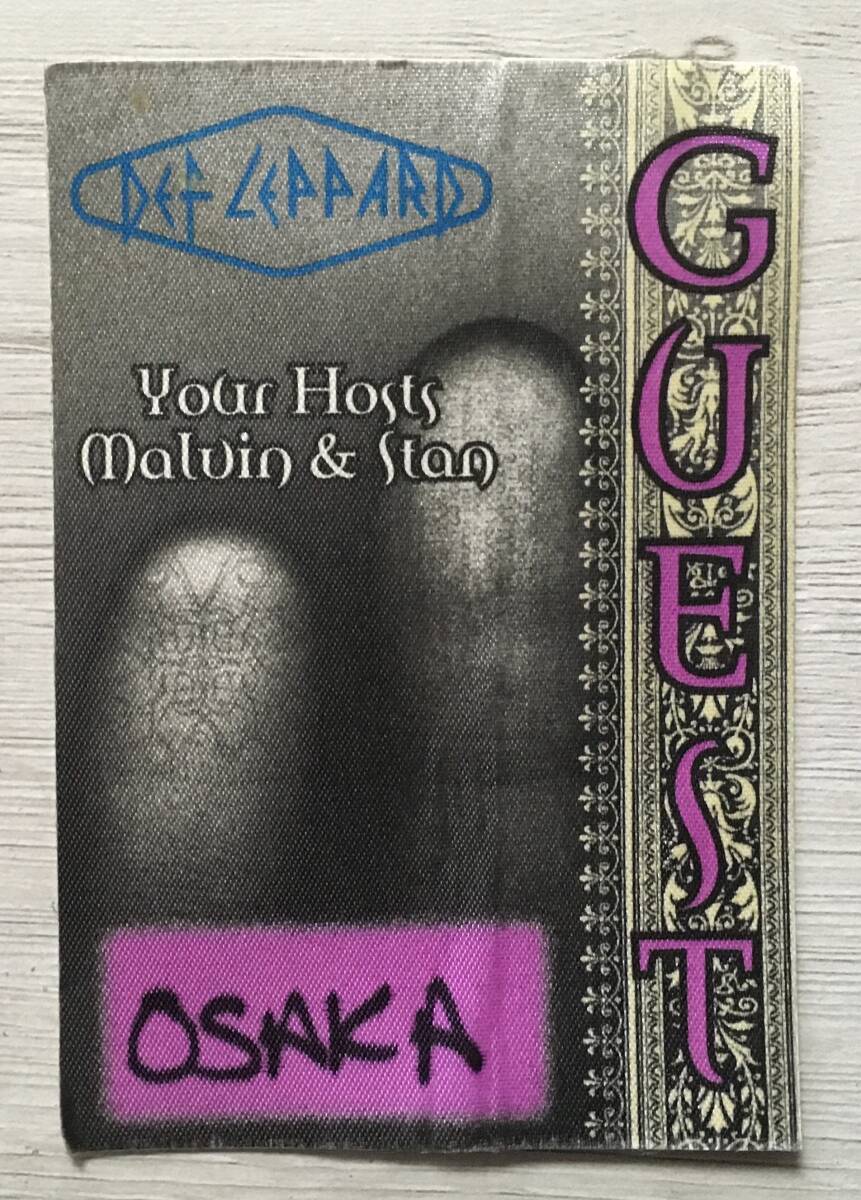 DEF LEPPARD
Your Hosts
Malvin & Stan
GUEST
OSAKA